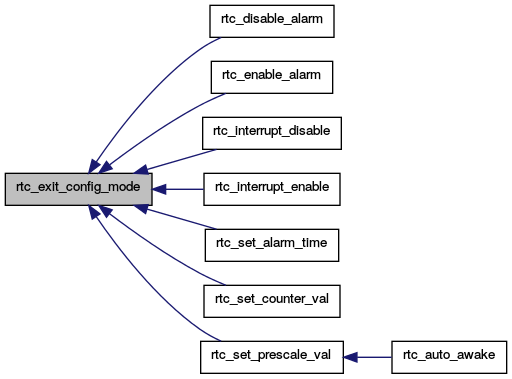 rtc_disable_alarm
rtc_enable_alarm
rtc_interrupt_disable
rtc_exit_config_mode
rtc_interrupt_enable
rtc_set_alarm_time
rtc_set_counter_val
rtc_set_prescale_val
rtc_auto_awake